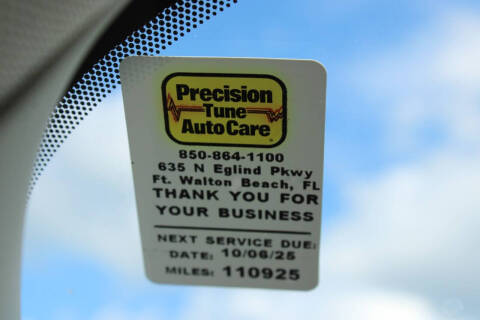 Precision
Tune
Auto Care
850-864-1100
635 N Eglind Pkwy
Ft. Walton Beach, FL
THANK YOU FOR
YOUR BUSINESS
NEXT SERVICE DUE:
DATE: 10/06/25
MILES: 110925